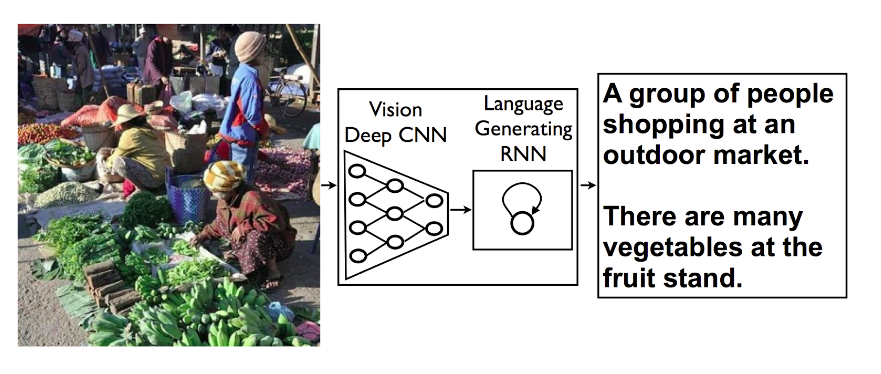 Vision
Deep CNN
Language
Generating
RNN
A group of people
shopping at an
outdoor market.
There are many
vegetables at the
fruit stand.